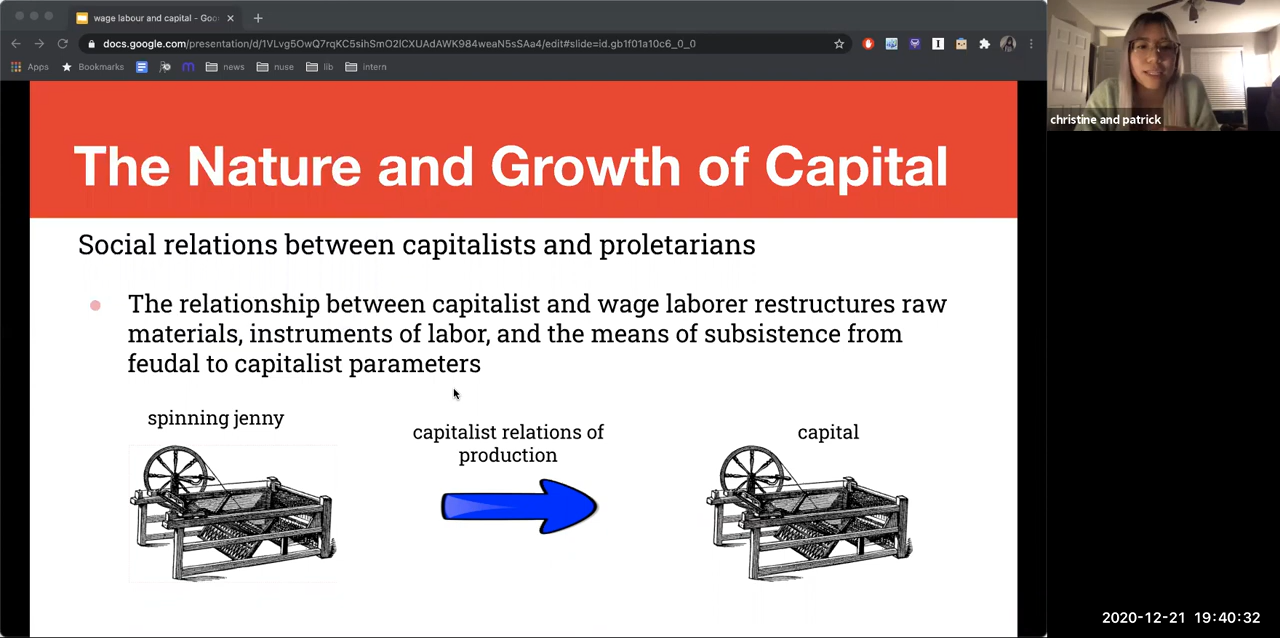 wage labour and capital - Goo
docs.google.com/presentation/d/1VLvg5OwQ7rqKC5sihSmO2ICXUAdAWK984weaN5sSAa4/edit#slide=id.gb1f01a10c6_0_0
Apps Bookmarks news nuse lib intern
christine and patrick
The Nature and Growth of Capital
Social relations between capitalists and proletarians
The relationship between capitalist and wage laborer restructures raw
materials, instruments of labor, and the means of subsistence from
feudal to capitalist parameters
spinning jenny
capitalist relations of
production
capital
2020-12-21 19:40:32